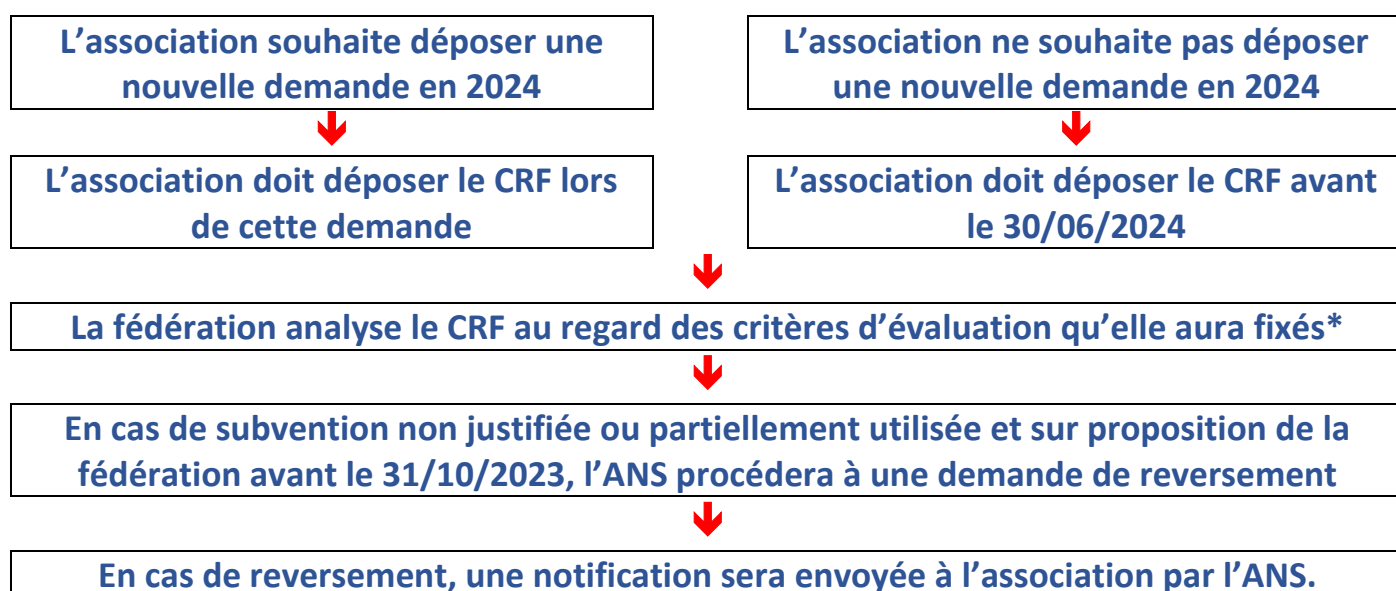 L’association souhaite déposer une
nouvelle demande en 2024
L’association ne souhaite pas déposer
une nouvelle demande en 2024
L’association doit déposer le CRF lors
de cette demande
L’association doit déposer le CRF avant
le 30/06/2024
La fédération analyse le CRF au regard des critères d’évaluation qu’elle aura fixés*
En cas de subvention non justifiée ou partiellement utilisée et sur proposition de la
fédération avant le 31/10/2023, l’ANS procédera à une demande de reversement
En cas de reversement, une notification sera envoyée à l’association par l’ANS.